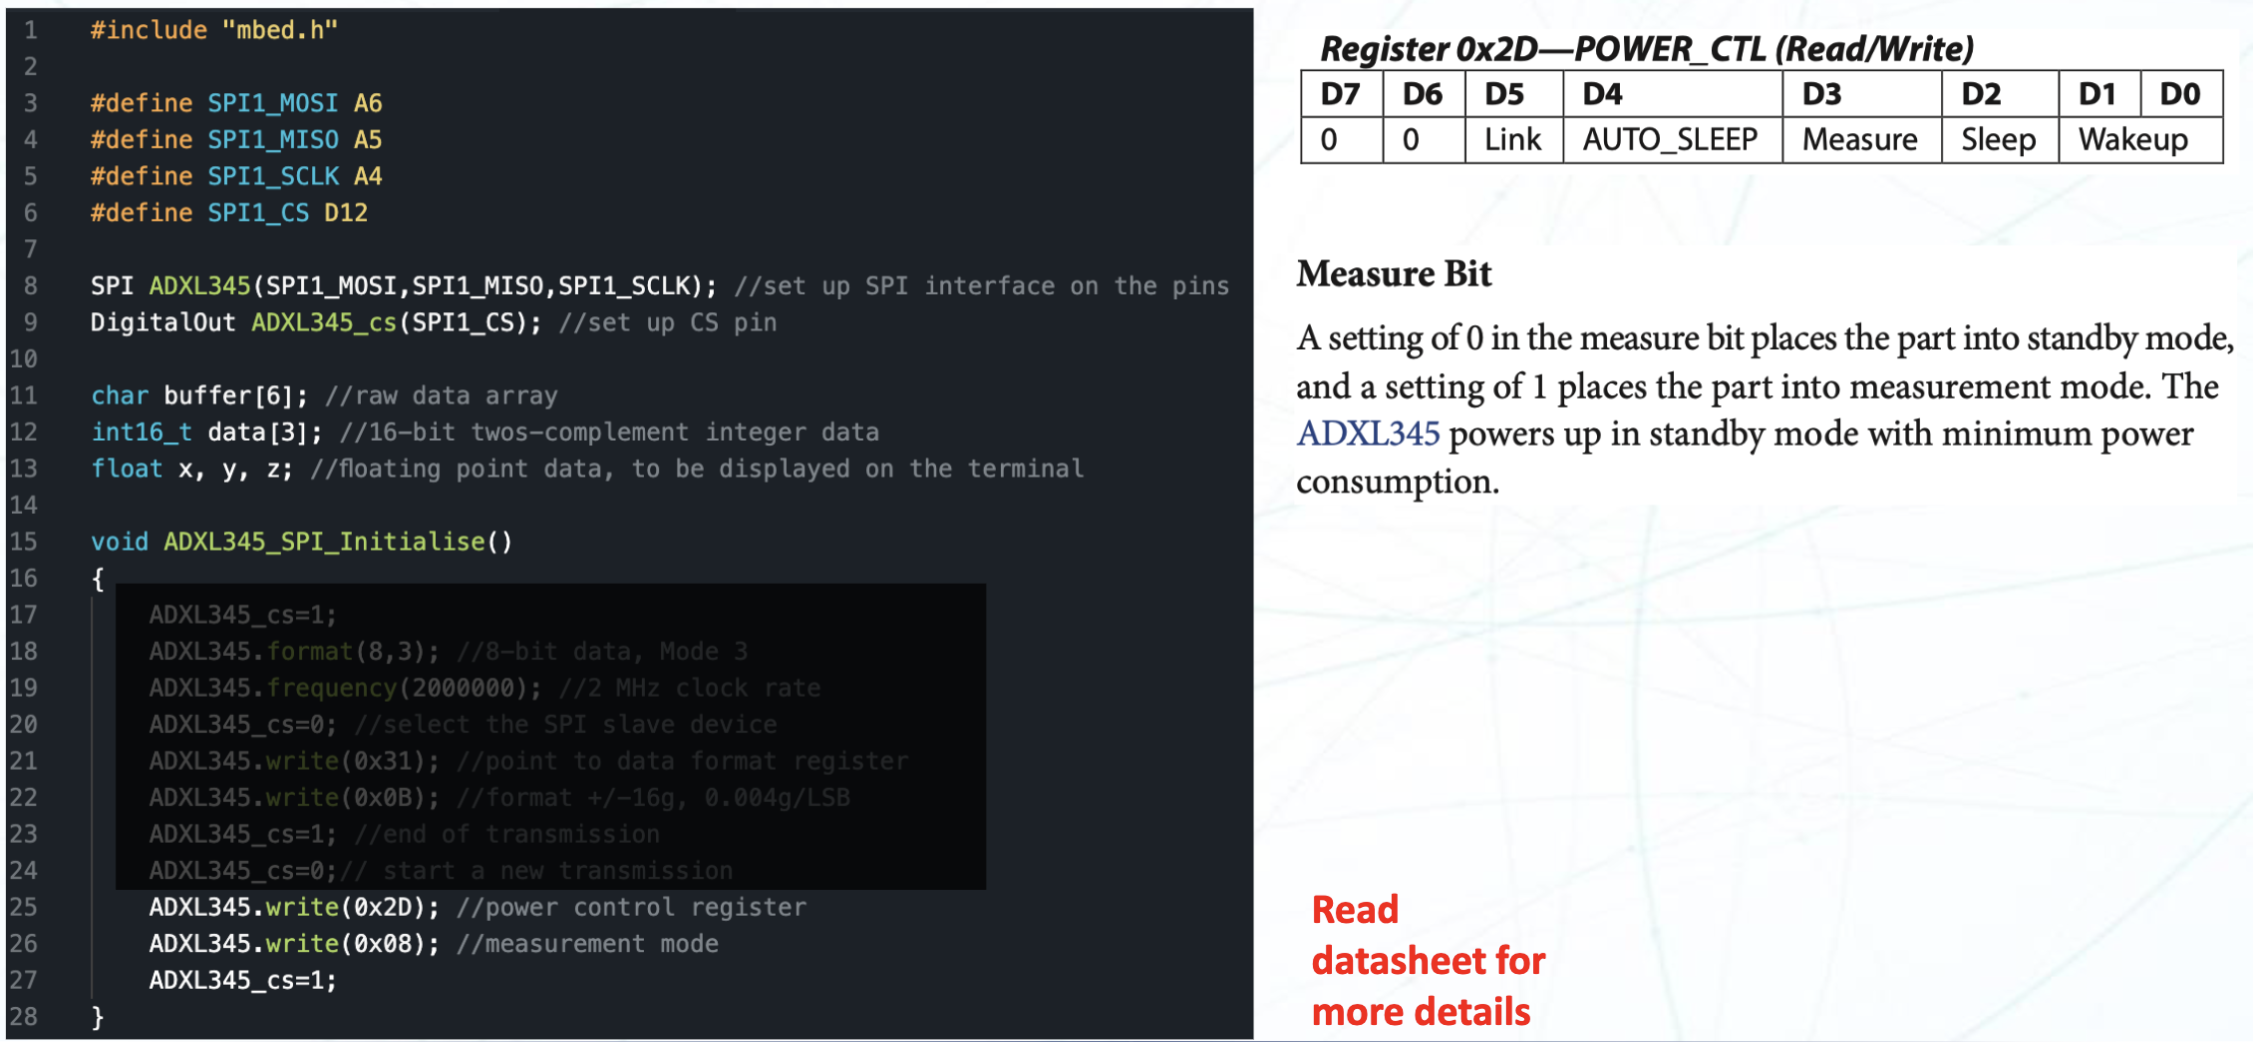 1 #include "mbed.h"
2
3 #define SPI1_MOSI A6
4 #define SPI1_MISO A5
5 #define SPI1_SCLK A4
6 #define SPI1_CS D12
7
8 SPI ADXL345(SPI1_MOSI,SPI1_MISO,SPI1_SCLK); //set up SPI interface on the pins
9 DigitalOut ADXL345_cs(SPI1_CS); //set up CS pin
10
11 char buffer[6]; //raw data array
12 int16_t data[3]; //16-bit twos-complement integer data
13 float x, y, z; //floating point data, to be displayed on the terminal
14
15 void ADXL345_SPI_Initialise()
16 {
17 ADXL345_cs=1;
18 ADXL345.format(8,3); //8-bit data, Mode 3
19 ADXL345.frequency(2000000); //2 MHz clock rate
20 ADXL345_cs=0; //select the SPI slave device
21 ADXL345.write(0x31); //point to data format register
22 ADXL345.write(0x0B); //format +/-16g, 0.004g/LSB
23 ADXL345_cs=1; //end of transmission
24 ADXL345_cs=0;// start a new transmission
25 ADXL345.write(0x2D); //power control register
26 ADXL345.write(0x08); //measurement mode
27 ADXL345_cs=1;
28 }
Register 0x2D—POWER_CTL (Read/Write)
D7 D6 D5 D4 D3 D2 D1 D0
0 0 Link AUTO_SLEEP Measure Sleep Wakeup
Measure Bit
A setting of 0 in the measure bit places the part into standby mode,
and a setting of 1 places the part into measurement mode. The
ADXL345 powers up in standby mode with minimum power
consumption.
Read
datasheet for
more details